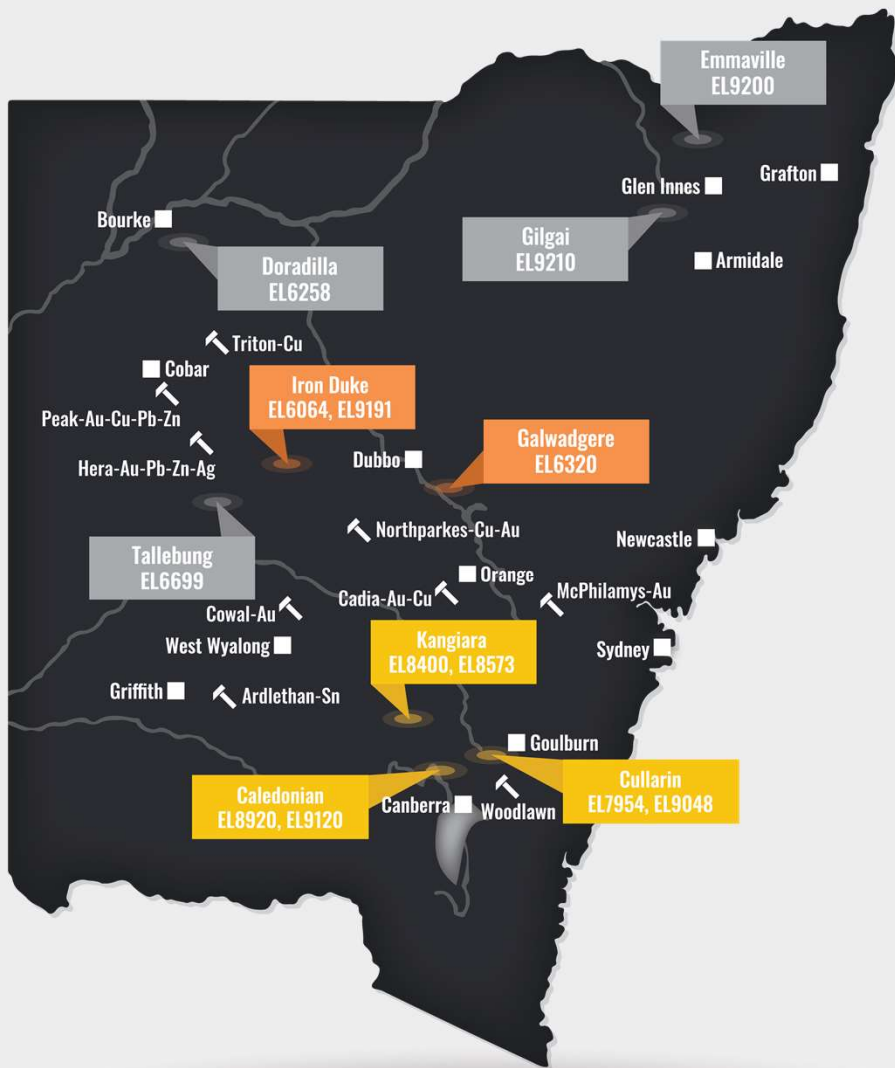 Emmaville
EL9200
Grafton
Glen Innes
Bourke
Gilgai
EL9210
Doradilla
EL6258
Armidale
Triton-Cu
Cobar
Iron Duke
EL6064, EL9191
Peak-Au-Cu-Pb-Zn
Galwadgere
EL6320
Dubbo
Hera-Au-Pb-Zn-Ag
Northparkes-Cu-Au
Newcastle
Tallebung
EL6699
Orange
Cadia-Au-Cu
McPhilamys-Au
Cowal-Au
West Wyalong
Kangiara
EL8400, EL8573
Sydney
Griffith
Ardlethan-Sn
Goulburn
Cullarin
EL7954, EL9048
Caledonian
EL8920, EL9120
Canberra
Woodlawn